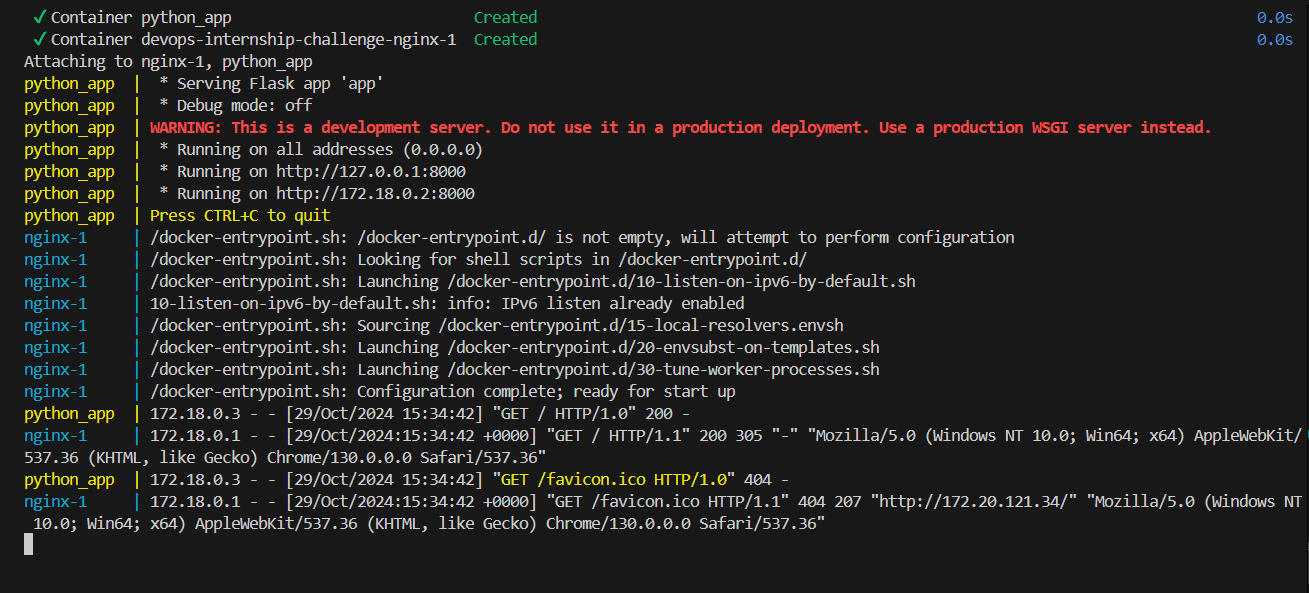 ✓ Container python_app Created 0.0s
✓ Container devops-internship-challenge-nginx-1 Created 0.0s
Attaching to nginx-1, python_app
python_app | * Serving Flask app 'app'
python_app | * Debug mode: off
python_app | WARNING: This is a development server. Do not use it in a production deployment. Use a production WSGI server instead.
python_app | * Running on all addresses (0.0.0.0)
python_app | * Running on http://127.0.0.1:8000
python_app | * Running on http://172.18.0.2:8000
python_app | Press CTRL+C to quit
nginx-1 | /docker-entrypoint.sh: /docker-entrypoint.d/ is not empty, will attempt to perform configuration
nginx-1 | /docker-entrypoint.sh: Looking for shell scripts in /docker-entrypoint.d/
nginx-1 | /docker-entrypoint.sh: Launching /docker-entrypoint.d/10-listen-on-ipv6-by-default.sh
nginx-1 | 10-listen-on-ipv6-by-default.sh: info: IPv6 listen already enabled
nginx-1 | /docker-entrypoint.sh: Sourcing /docker-entrypoint.d/15-local-resolvers.envsh
nginx-1 | /docker-entrypoint.sh: Launching /docker-entrypoint.d/20-envsubst-on-templates.sh
nginx-1 | /docker-entrypoint.sh: Launching /docker-entrypoint.d/30-tune-worker-processes.sh
nginx-1 | /docker-entrypoint.sh: Configuration complete; ready for start up
python_app | 172.18.0.3 - - [29/Oct/2024 15:34:42] "GET / HTTP/1.0" 200 -
nginx-1 | 172.18.0.1 - - [29/Oct/2024:15:34:42 +0000] "GET / HTTP/1.1" 200 305 "-" "Mozilla/5.0 (Windows NT 10.0; Win64; x64) AppleWebKit/
537.36 (KHTML, like Gecko) Chrome/130.0.0.0 Safari/537.36"
python_app | 172.18.0.3 - - [29/Oct/2024 15:34:42] "GET /favicon.ico HTTP/1.0" 404 -
nginx-1 | 172.18.0.1 - - [29/Oct/2024:15:34:42 +0000] "GET /favicon.ico HTTP/1.1" 404 207 "http://172.20.121.34/" "Mozilla/5.0 (Windows NT
10.0; Win64; x64) AppleWebKit/537.36 (KHTML, like Gecko) Chrome/130.0.0.0 Safari/537.36"